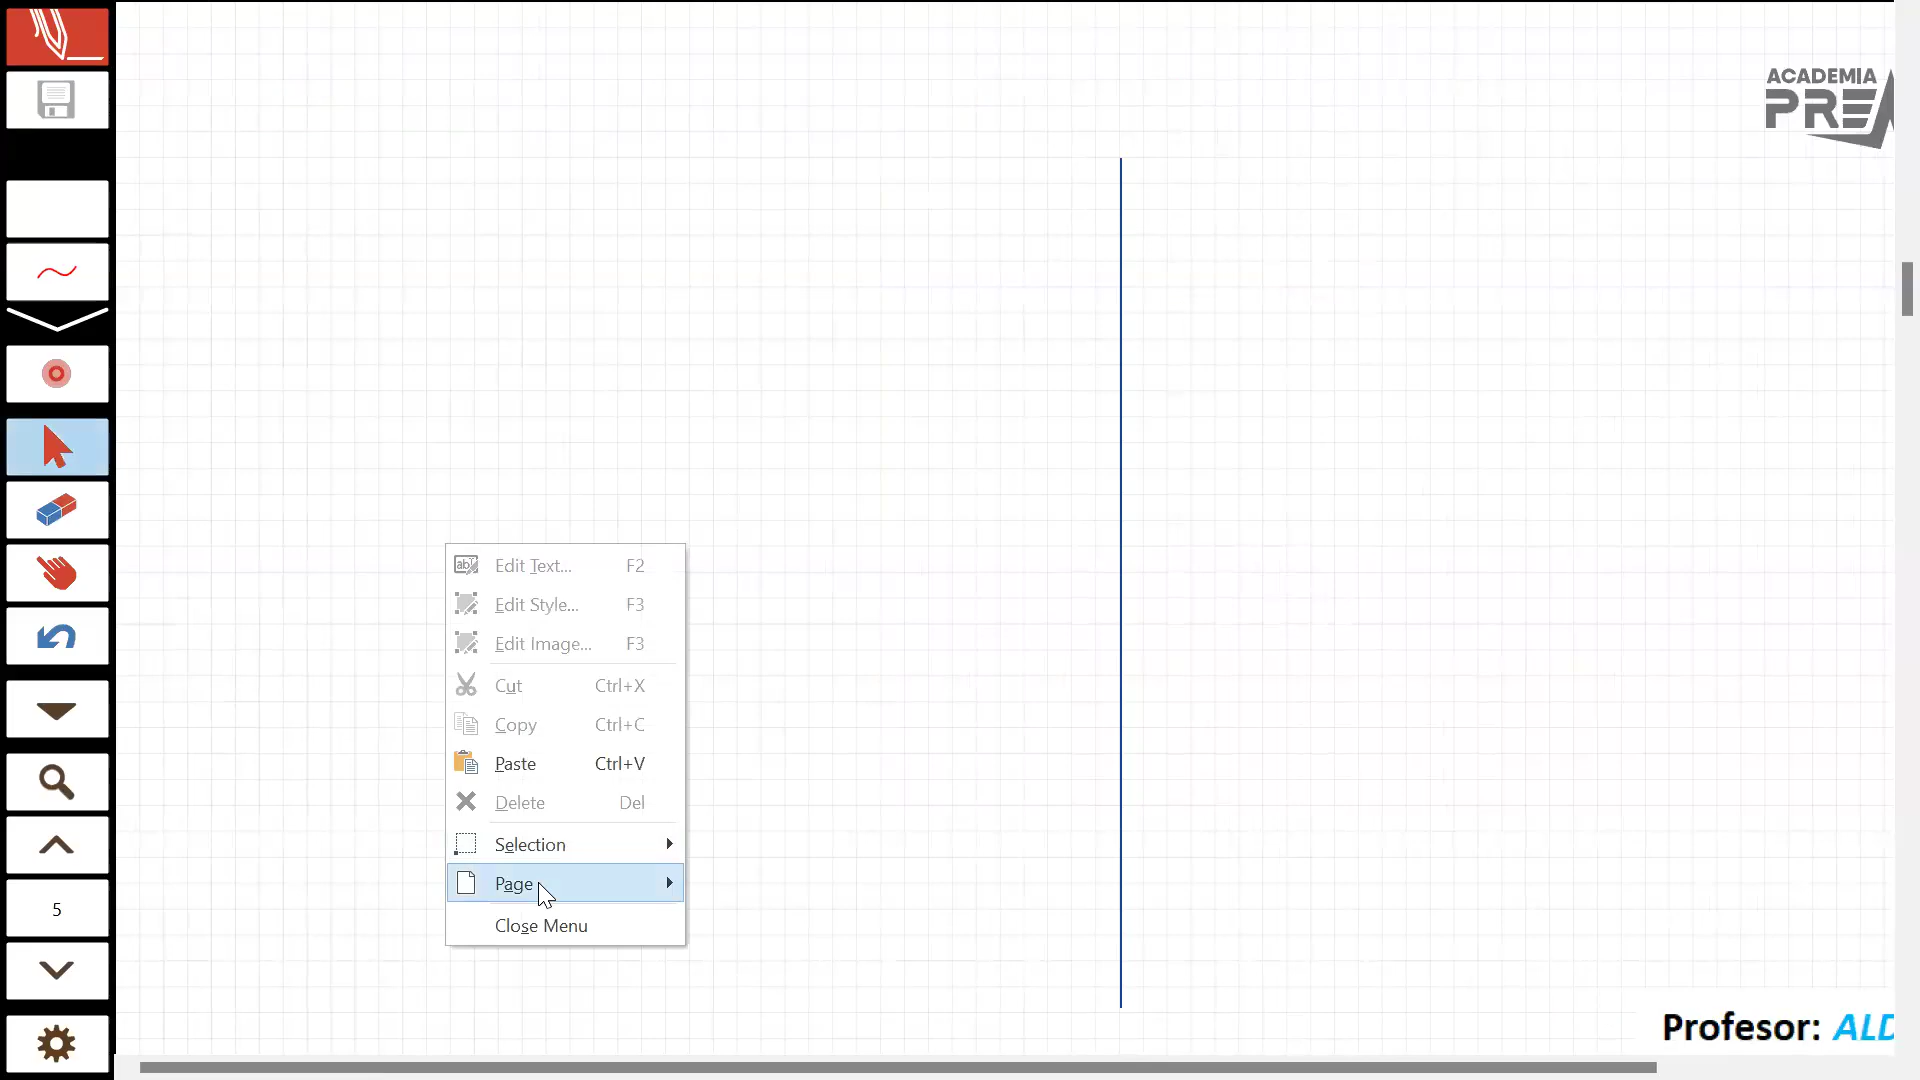 ACADEMIA
PRE
Edit Text... F2
Edit Style... F3
Edit Image... F3
Cut Ctrl+X
Copy Ctrl+C
Paste Ctrl+V
Delete Del
Selection
Page
Close Menu
5
Profesor: ALD